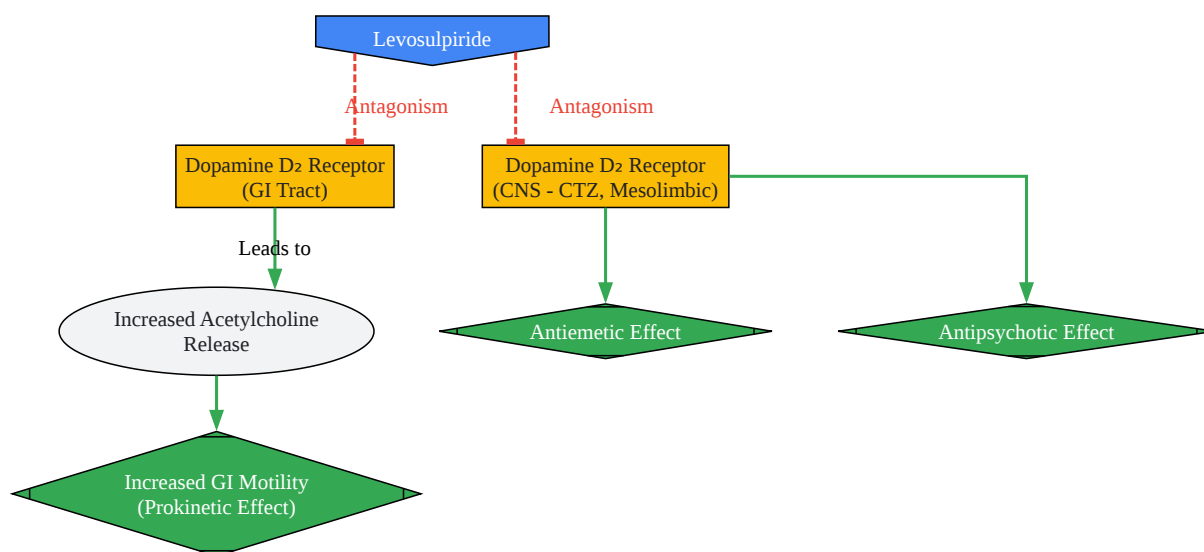 Levosulpiride
Antagonism
Antagonism
Dopamine D₂ Receptor
(GI Tract)
Dopamine D₂ Receptor
(CNS - CTZ, Mesolimbic)
Leads to
Increased Acetylcholine
Release
Antiemetic Effect
Antipsychotic Effect
Increased GI Motility
(Prokinetic Effect)